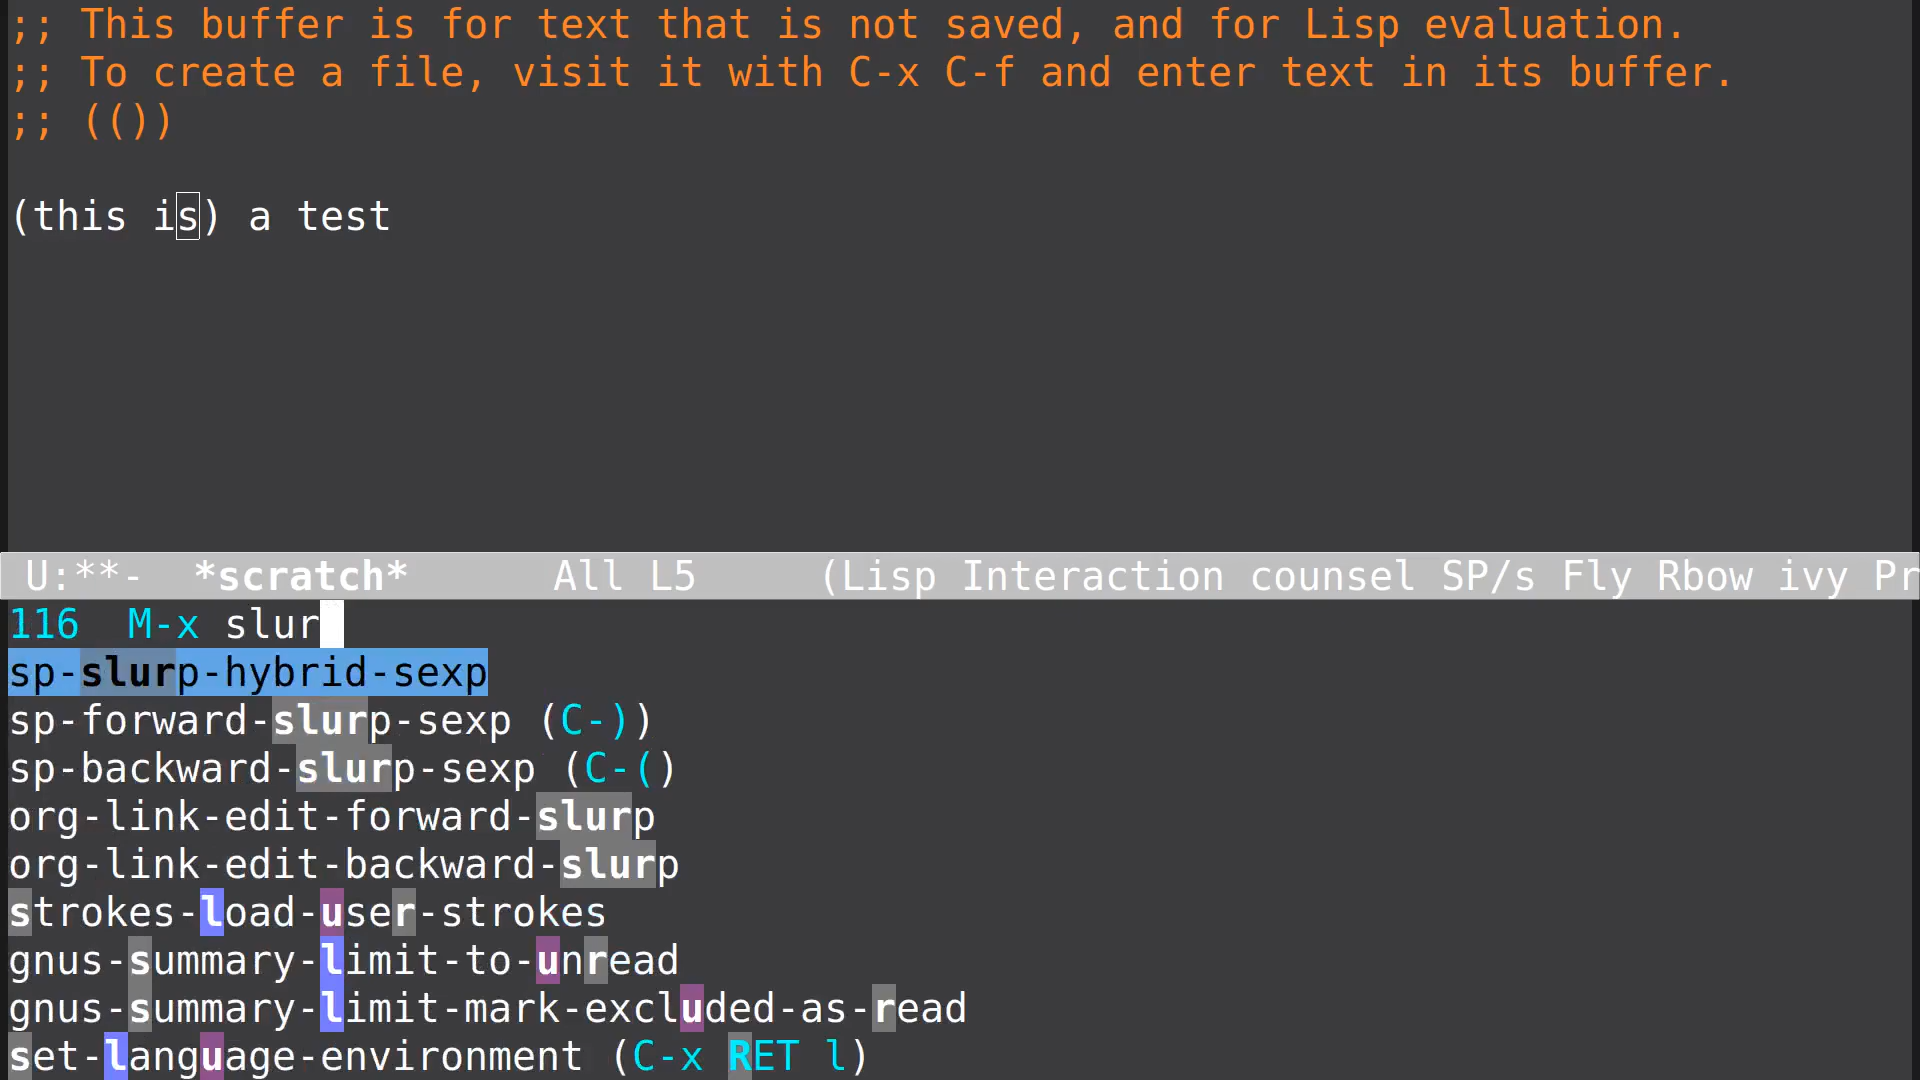 ;; This buffer is for text that is not saved, and for Lisp evaluation.
;; To create a file, visit it with C-x C-f and enter text in its buffer.
;; (())
(this is) a test
U:**-  *scratch*      All L5     (Lisp Interaction counsel SP/s Fly Rbow ivy Pr
116  M-x slur
sp-slurp-hybrid-sexp
sp-forward-slurp-sexp (C-))
sp-backward-slurp-sexp (C-()
org-link-edit-forward-slurp
org-link-edit-backward-slurp
strokes-load-user-strokes
gnus-summary-limit-to-unread
gnus-summary-limit-mark-excluded-as-read
set-language-environment (C-x RET l)